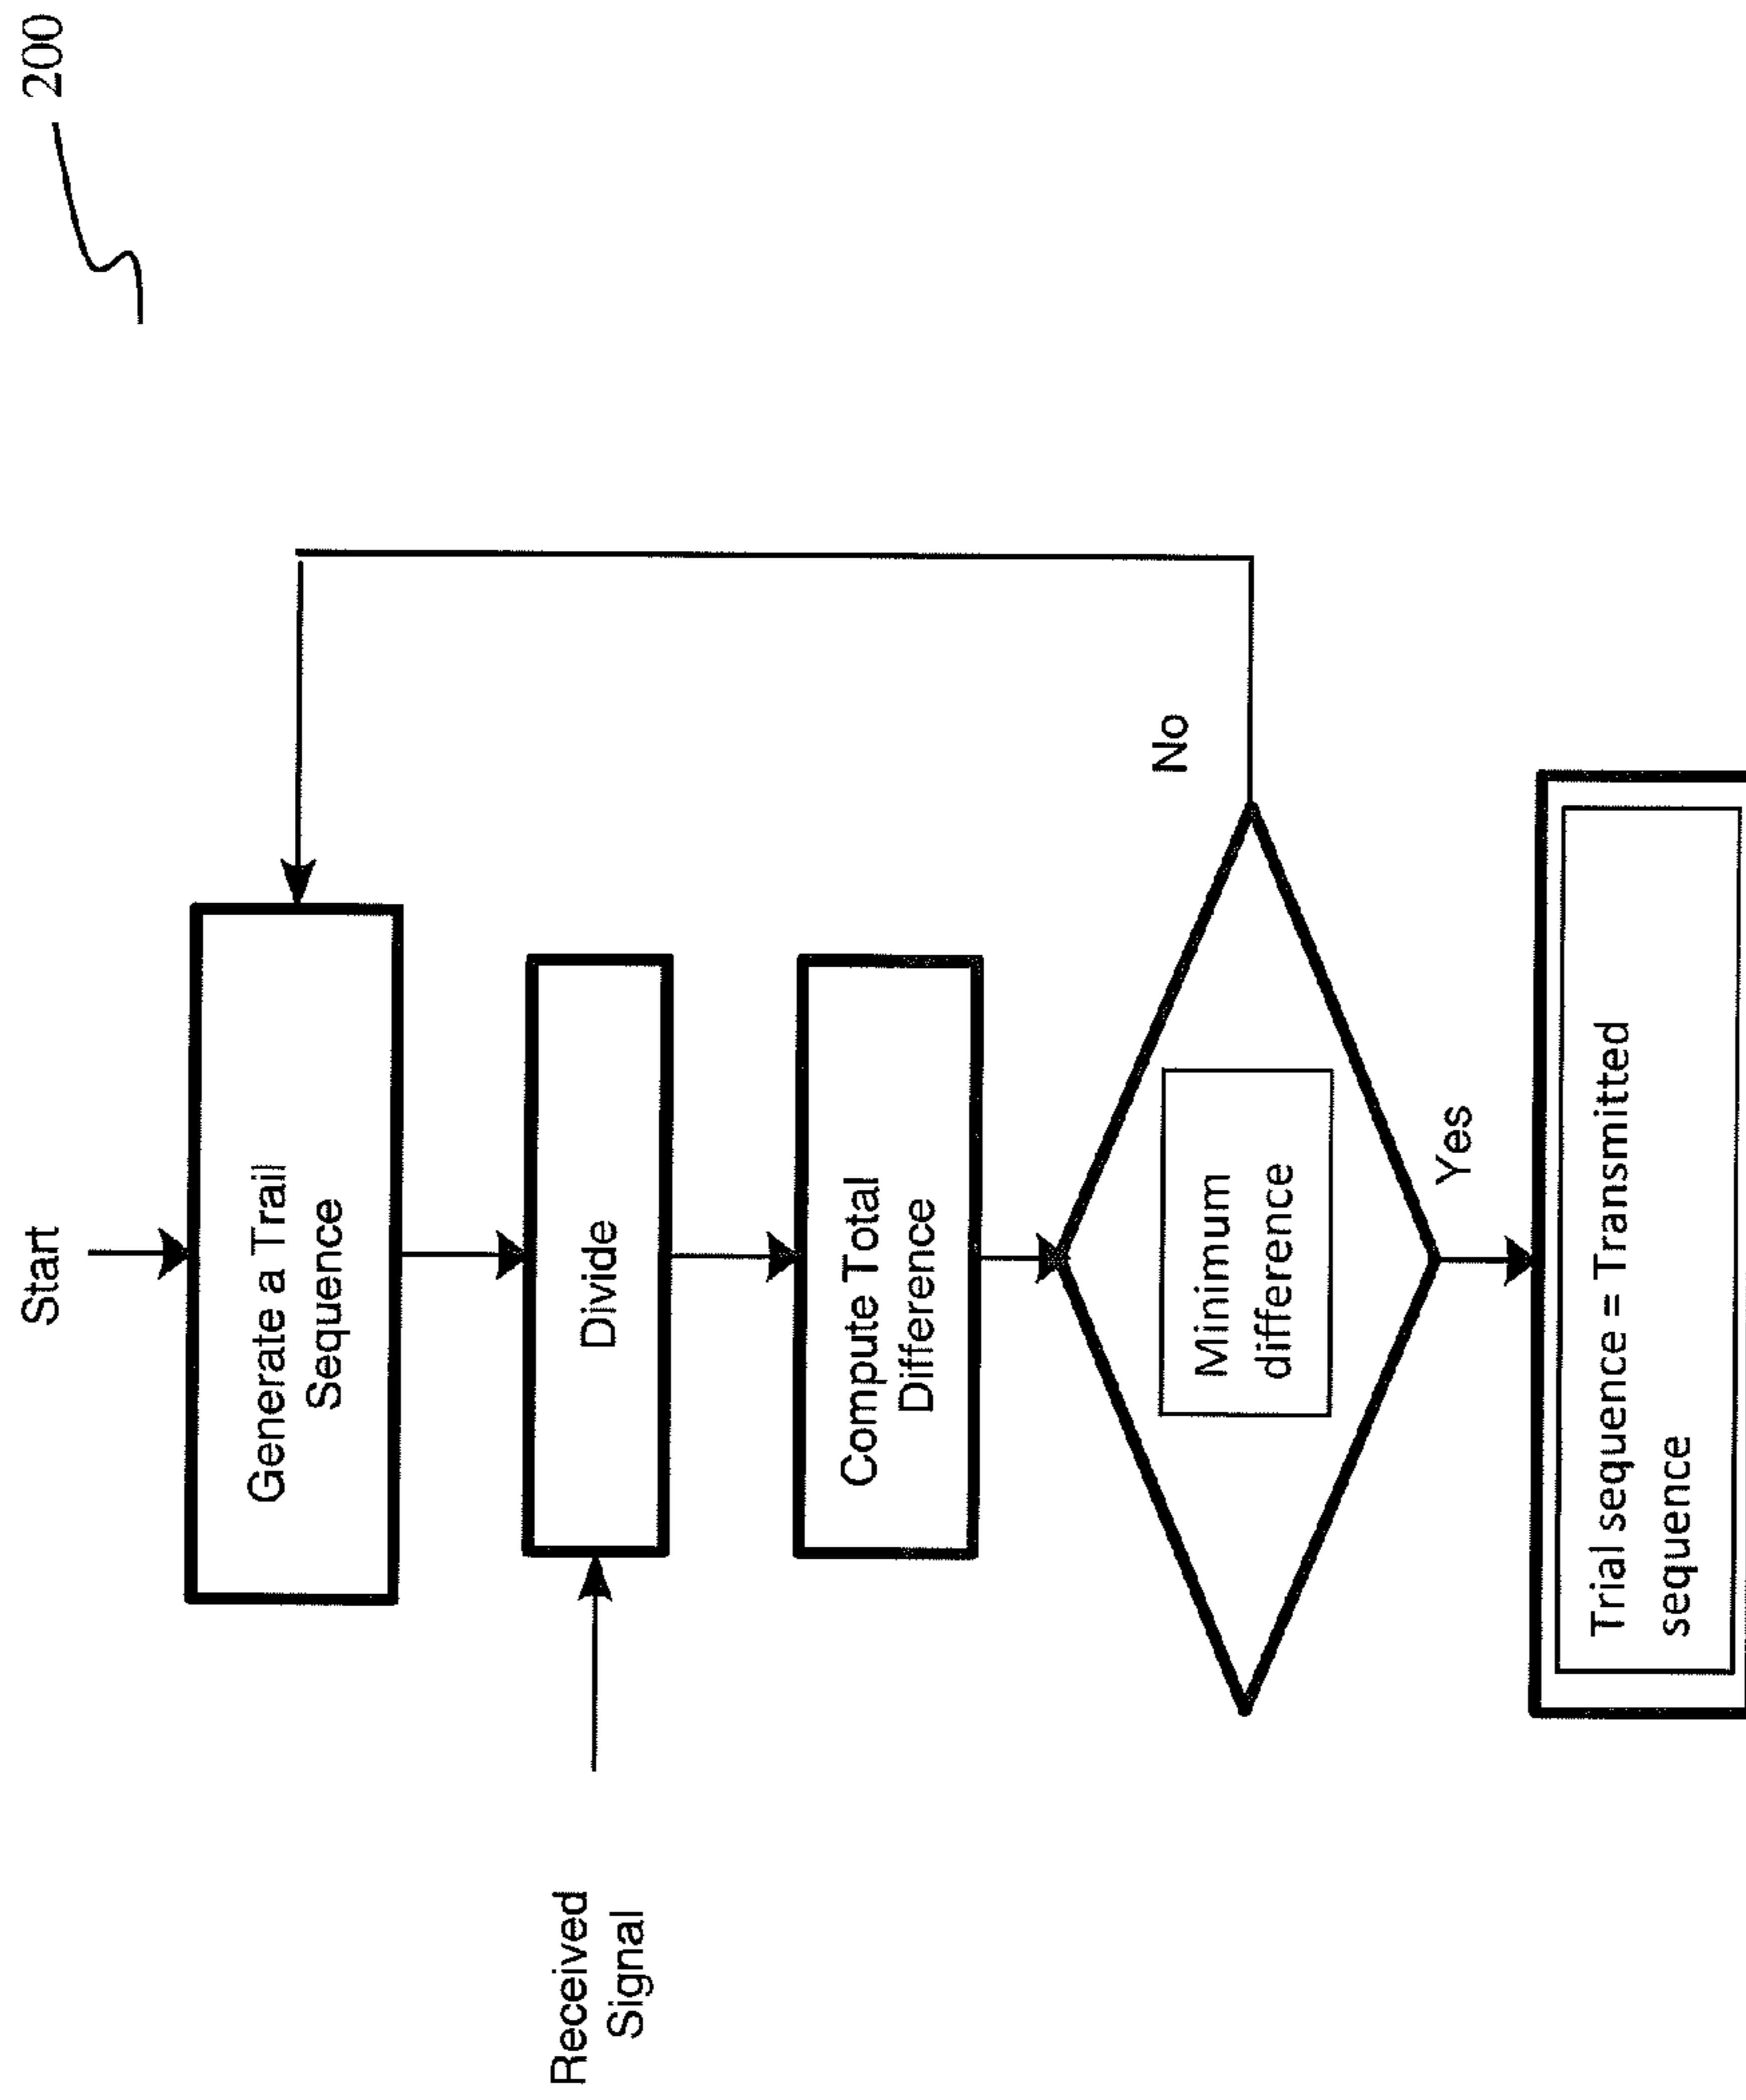 200
Start
Generate a Trail
Sequence
Received
Signal
Divide
Compute Total
Difference
Minimum
difference
No
Yes
Trial sequence = Transmitted
sequence